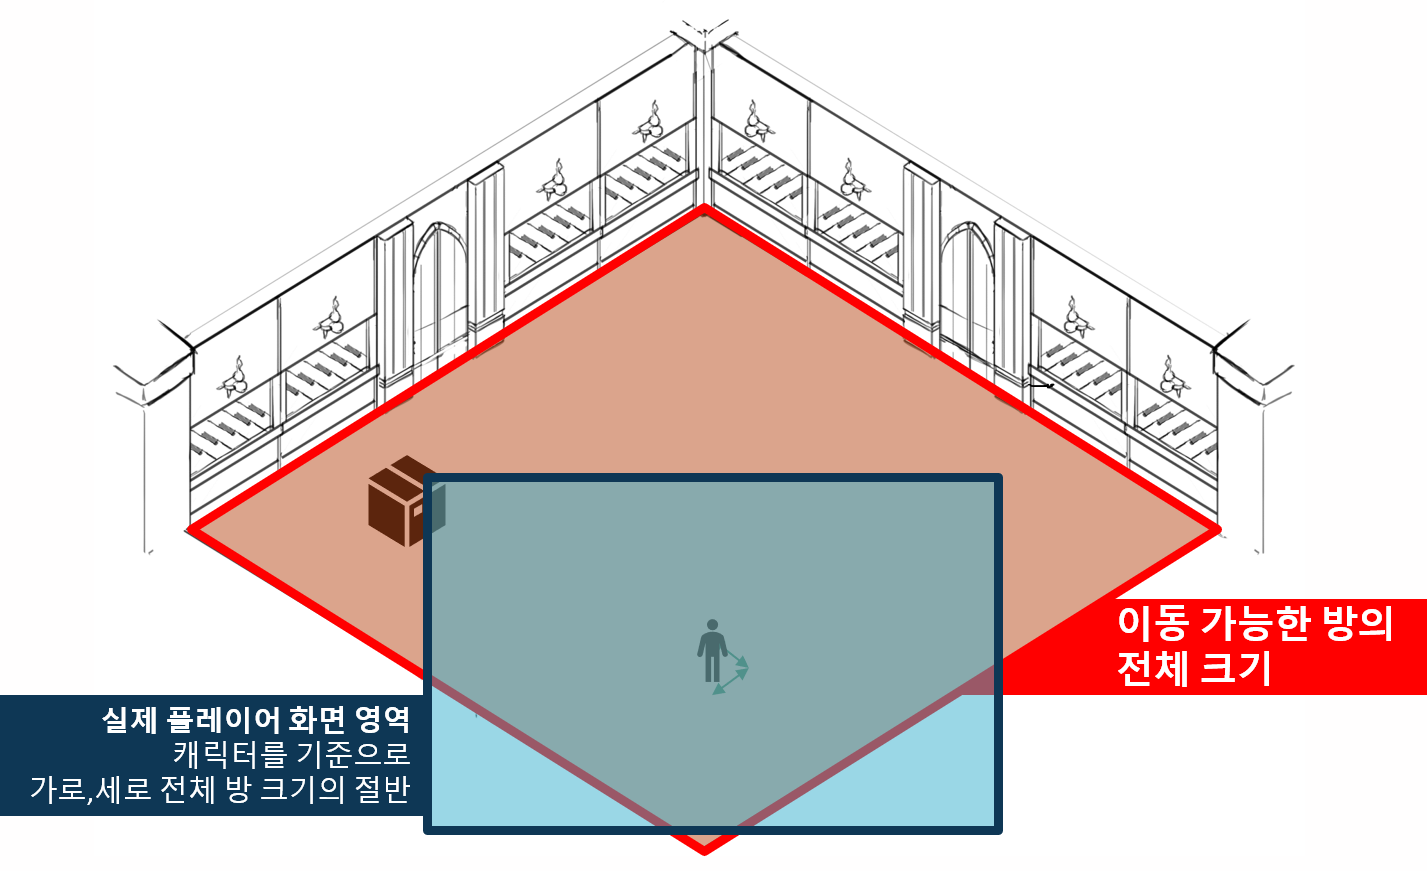 이동 가능한 방의
전체 크기
실제 플레이어 화면 영역
캐릭터를 기준으로
가로,세로 전체 방 크기의 절반